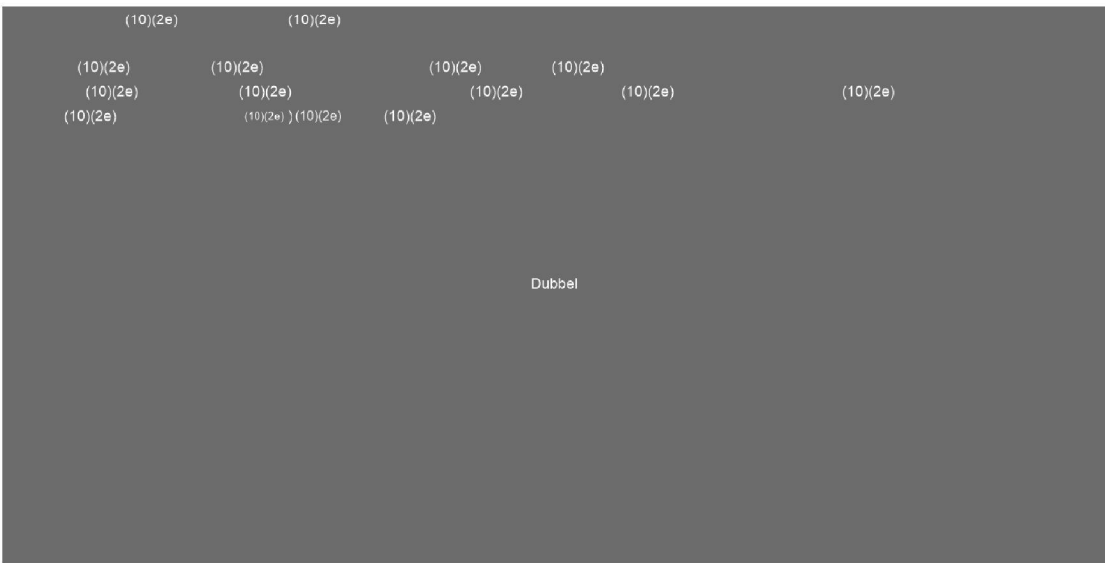 (10)(2e) (10)(2e)
(10)(2e) (10)(2e) (10)(2e) (10)(2e)
(10)(2e) (10)(2e) (10)(2e) (10)(2e) (10)(2e)
(10)(2e) (10)(2e) ) (10)(2e) (10)(2e)
Dubbel